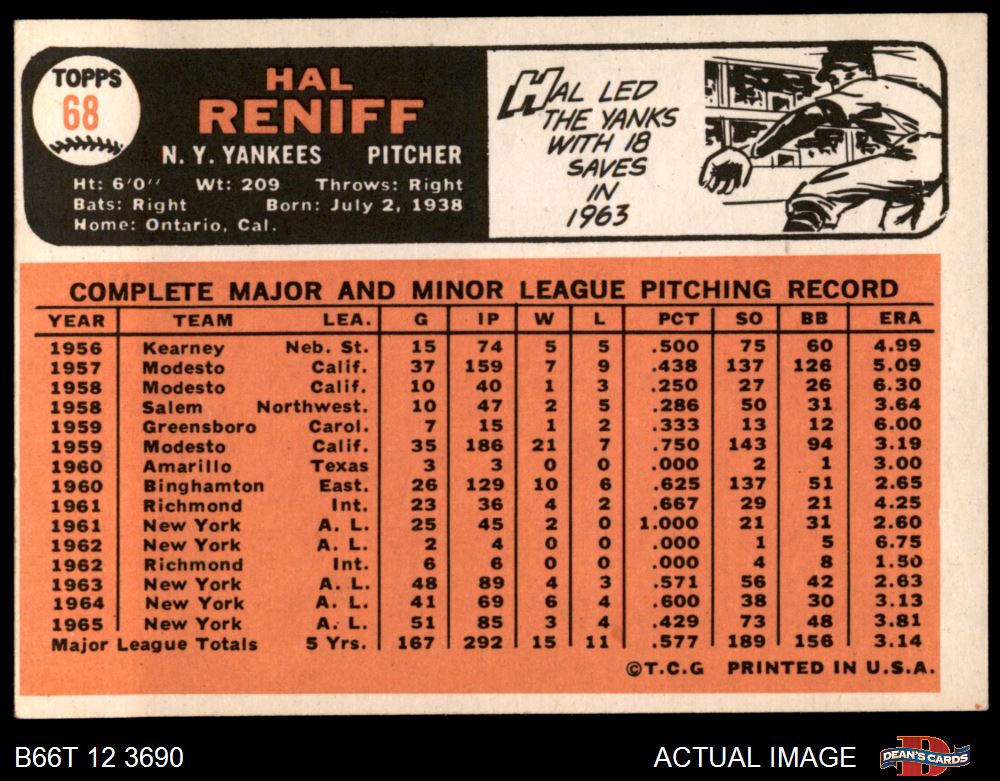 TOPPS
68
HAL
RENIFF
N. Y. YANKEES PITCHER
Ht: 6'0'' Wt: 209 Throws: Right
Bats: Right Born: July 2, 1938
Home: Ontario, Cal.
HAL LED
THE YANKS
WITH 18
SAVES
IN
1963
COMPLETE MAJOR AND MINOR LEAGUE PITCHING RECORD
YEAR TEAM LEA. G IP W L PCT SO BB ERA
1956 Kearney Neb. St. 15 74 5 5 .500 75 60 4.99
1957 Modesto Calif. 37 159 7 9 .438 137 126 5.09
1958 Modesto Calif. 10 40 1 3 .250 27 26 6.30
1958 Salem Northwest. 10 47 2 5 .286 50 31 3.64
1959 Greensboro Carol. 7 15 1 2 .333 13 12 6.00
1959 Modesto Calif. 35 186 21 7 .750 143 94 3.19
1960 Amarillo Texas 3 3 0 0 .000 2 1 3.00
1960 Binghamton East. 26 129 10 6 .625 137 51 2.65
1961 Richmond Int. 23 36 4 2 .667 29 21 4.25
1961 New York A. L. 25 45 2 0 1.000 21 31 2.60
1962 New York A. L. 2 4 0 0 .000 1 5 6.75
1962 Richmond Int. 6 6 0 0 .000 4 8 1.50
1963 New York A. L. 48 89 4 3 .571 56 42 2.63
1964 New York A. L. 41 69 6 4 .600 38 30 3.13
1965 New York A. L. 51 85 3 4 .429 73 48 3.81
Major League Totals 5 Yrs. 167 292 15 11 .577 189 156 3.14
©T.C.G PRINTED IN U.S.A.
B66T 12 3690 ACTUAL IMAGE
DEAN'S CARDS